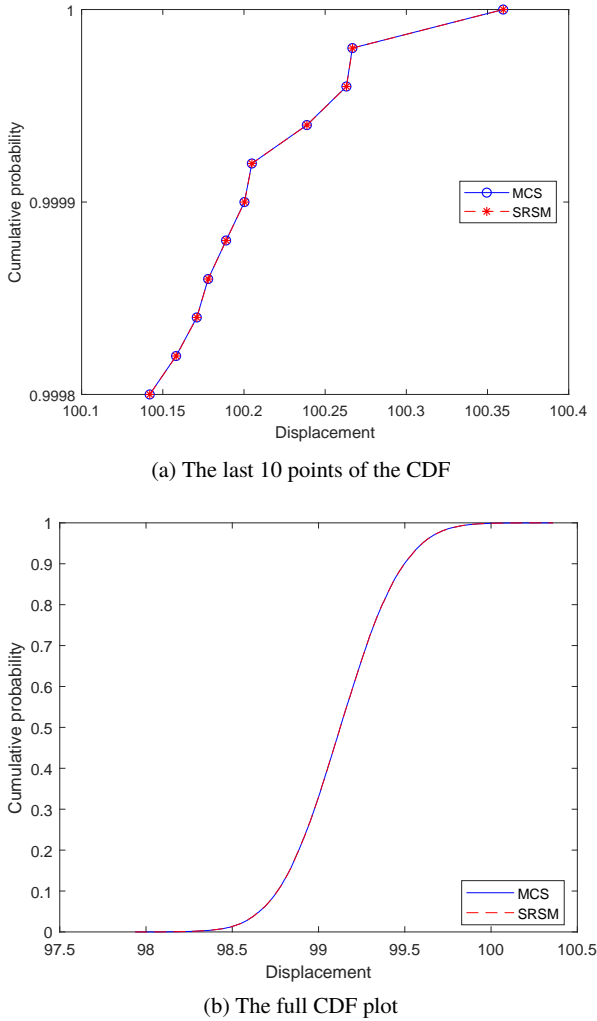 1
0.9999
0.9998
Cumulative probability
MCS
SRSM
100.1 100.15 100.2 100.25 100.3 100.35 100.4
Displacement
(a) The last 10 points of the CDF
1
0.9
0.8
0.7
0.6
0.5
0.4
0.3
0.2
0.1
0
Cumulative probability
MCS
SRSM
97.5 98 98.5 99 99.5 100 100.5
Displacement
(b) The full CDF plot